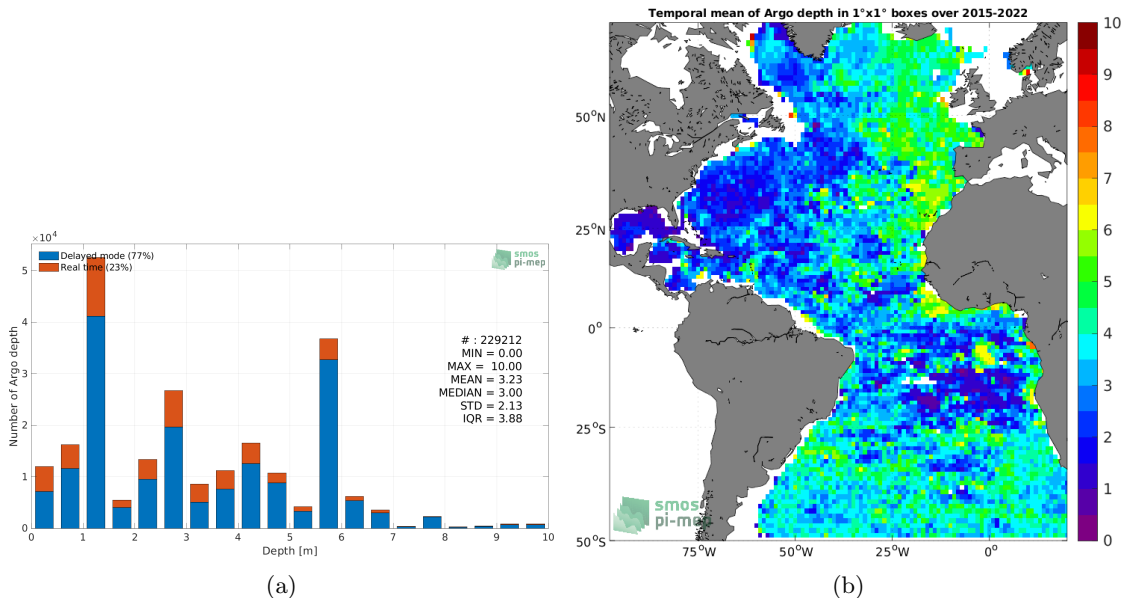 ×10⁴
5
4
3
2
1
0
Number of Argo depth
Delayed mode (77%)
Real time (23%)
smos
pi-mep
# : 229212
MIN = 0.00
MAX = 10.00
MEAN = 3.23
MEDIAN = 3.00
STD = 2.13
IQR = 3.88
0 1 2 3 4 5 6 7 8 9 10
Depth [m]
(a)
Temporal mean of Argo depth in 1°x1° boxes over 2015-2022
50°N
25°N
0°
25°S
50°S
75°W 50°W 25°W 0°
smos
pi-mep
10
9
8
7
6
5
4
3
2
1
0
(b)